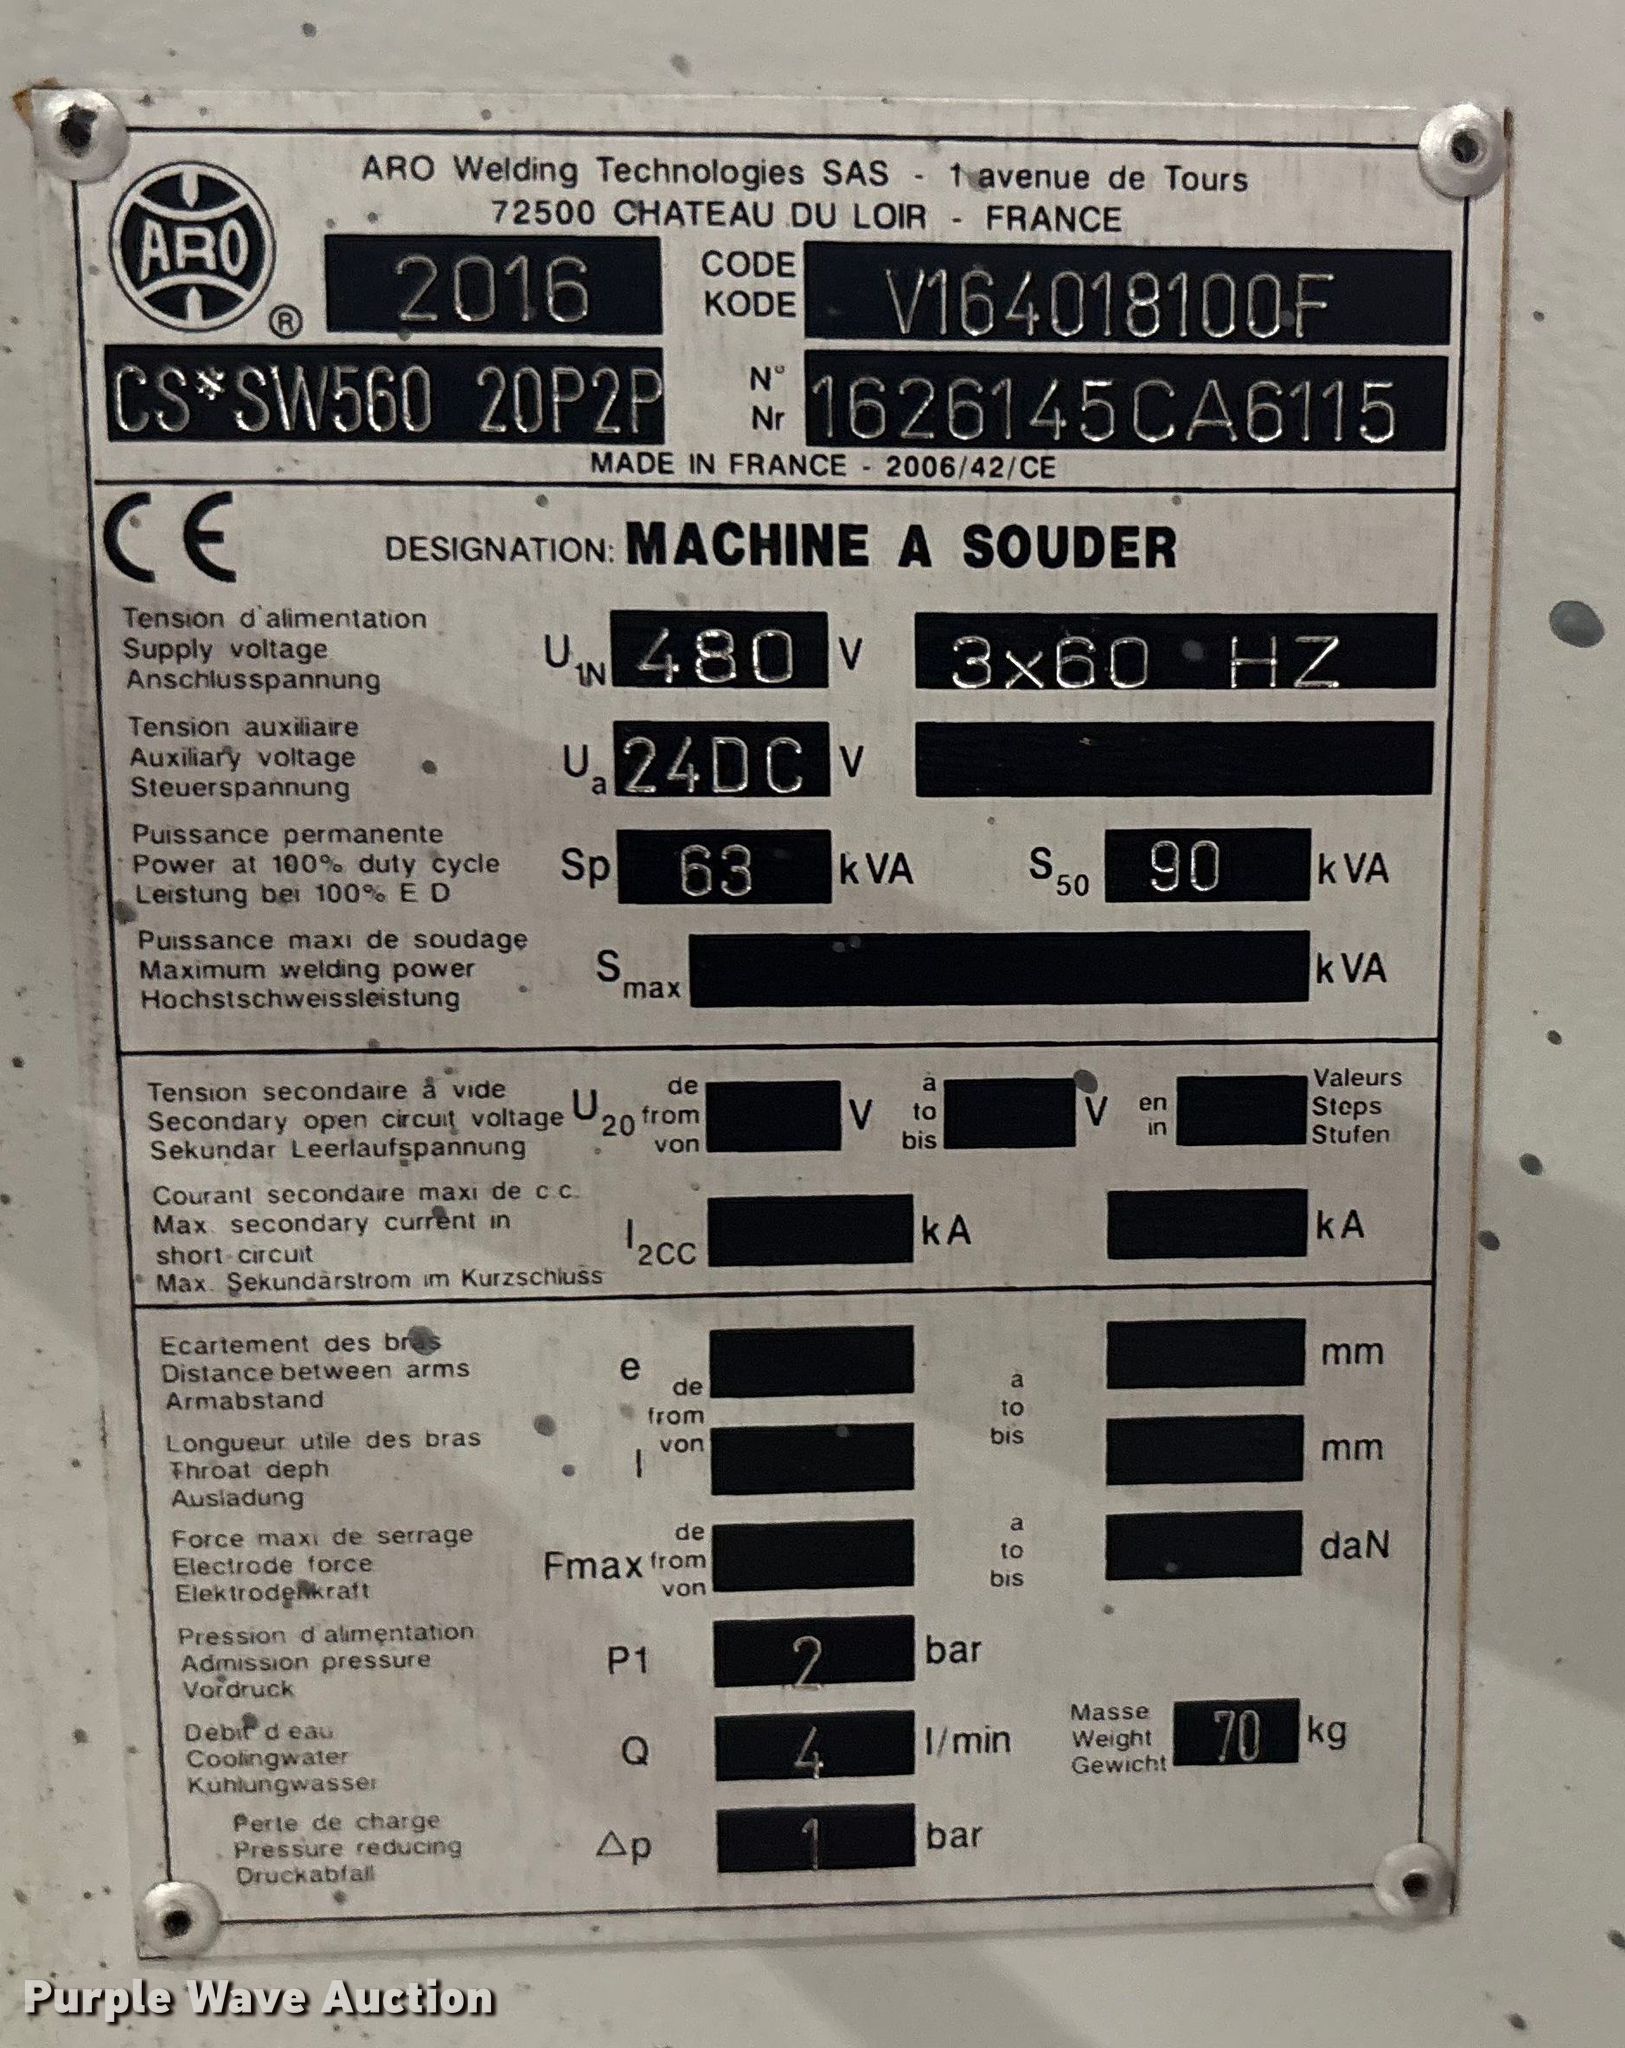 ARO Welding Technologies SAS - 1 avenue de Tours
72500 CHATEAU DU LOIR - FRANCE
ARO ®
2016
CODE
KODE
V164018100F
CS*SW560 20P2P
N°
Nr
1626145CA6115
MADE IN FRANCE - 2006/42/CE
CE
DESIGNATION: MACHINE A SOUDER
Tension d'alimentation
Supply voltage
Anschlusspannung
U1N 480 V 3x60 HZ
Tension auxiliaire
Auxiliary voltage
Steuerspannung
Ua 24DC V
Puissance permanente
Power at 100% duty cycle
Leistung bei 100% E D
Sp 63 kVA S50 90 kVA
Puissance maxi de soudage
Maximum welding power
Hochstschweissleistung
Smax kVA
Tension secondaire à vide
Secondary open circuit voltage
Sekundar Leerlaufspannung
U20
de
from
von
V
a
to
bis
V
en
in
Valeurs
Steps
Stufen
Courant secondaire maxi de c.c.
Max. secondary current in
short-circuit
Max. Sekundärstrom im Kurzschluss
I2CC kA kA
Ecartement des bras
Distance between arms
Armabstand
e mm
de
from
von
a
to
bis
Longueur utile des bras
Throat deph
Ausladung
l mm
Force maxi de serrage
Electrode force
Elektrodenkraft
Fmax
de
from
von
a
to
bis
daN
Pression d'alimentation
Admission pressure
Vordruck
P1 2 bar
Debit d'eau
Coolingwater
Kuhlungwasser
Q 4 l/min
Masse
Weight
Gewicht
70 kg
Perte de charge
Pressure reducing
Druckabfall
Δp 1 bar
Purple Wave Auction